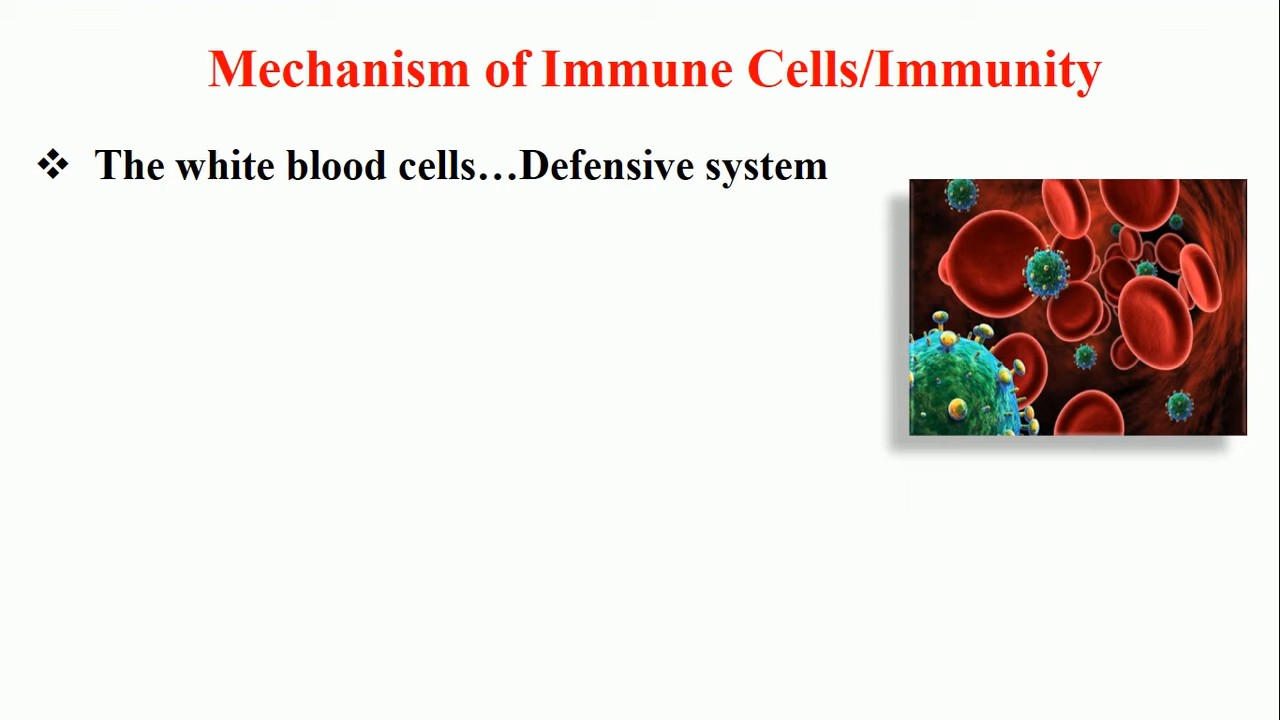 Mechanism of Immune Cells/Immunity
❖ The white blood cells…Defensive system